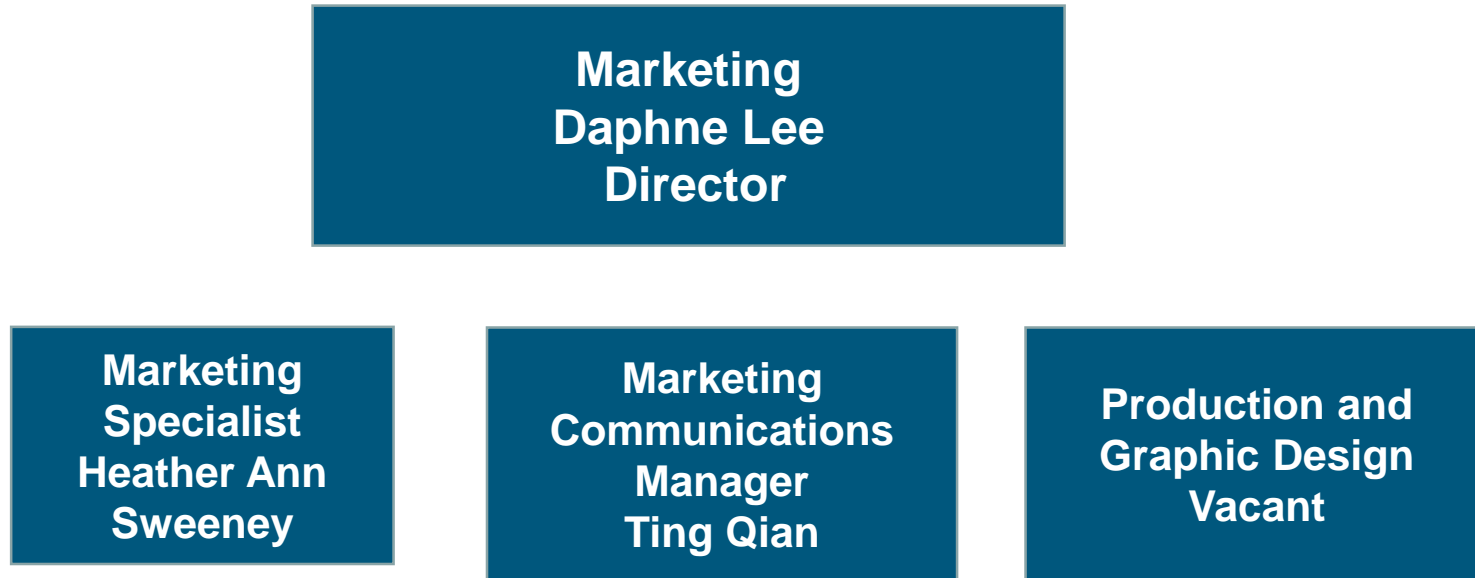 Marketing
Daphne Lee
Director
Marketing
Specialist
Heather Ann
Sweeney
Marketing
Communications
Manager
Ting Qian
Production and
Graphic Design
Vacant